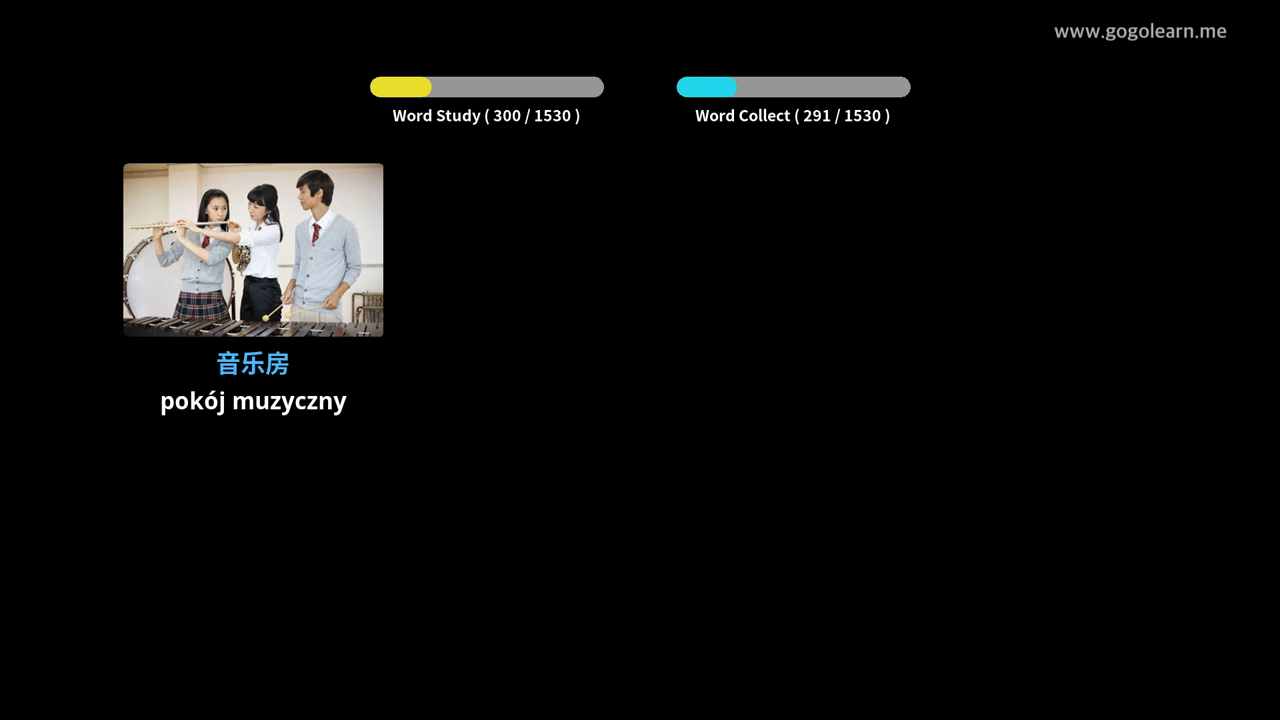 www.gogolearn.me
Word Study ( 300 / 1530 )
Word Collect ( 291 / 1530 )
音乐房
pokój muzyczny